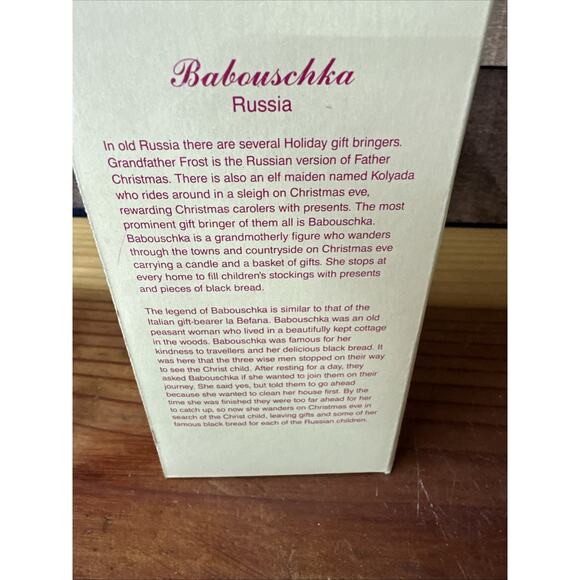 Babouschka
Russia
In old Russia there are several Holiday gift bringers.
Grandfather Frost is the Russian version of Father
Christmas. There is also an elf maiden named Kolyada
who rides around in a sleigh on Christmas eve,
rewarding Christmas carolers with presents. The most
prominent gift bringer of them all is Babouschka.
Babouschka is a grandmotherly figure who wanders
through the towns and countryside on Christmas eve
carrying a candle and a basket of gifts. She stops at
every home to fill children's stockings with presents
and pieces of black bread.
The legend of Babouschka is similar to that of the
Italian gift-bearer la Befana. Babouschka was an old
peasant woman who lived in a beautifully kept cottage
in the woods. Babouschka was famous for her
kindness to travellers and her delicious black bread. It
was here that the three wise men stopped on their way
to see the Christ child. After resting for a day, they
asked Babouschka if she wanted to join them on their
journey. She said yes, but told them to go ahead
because she wanted to clean her house first. By the
time she was finished they were too far ahead for her
to catch up, so now she wanders on Christmas eve in
search of the Christ child, leaving gifts and some of her
famous black bread for each of the Russian children.